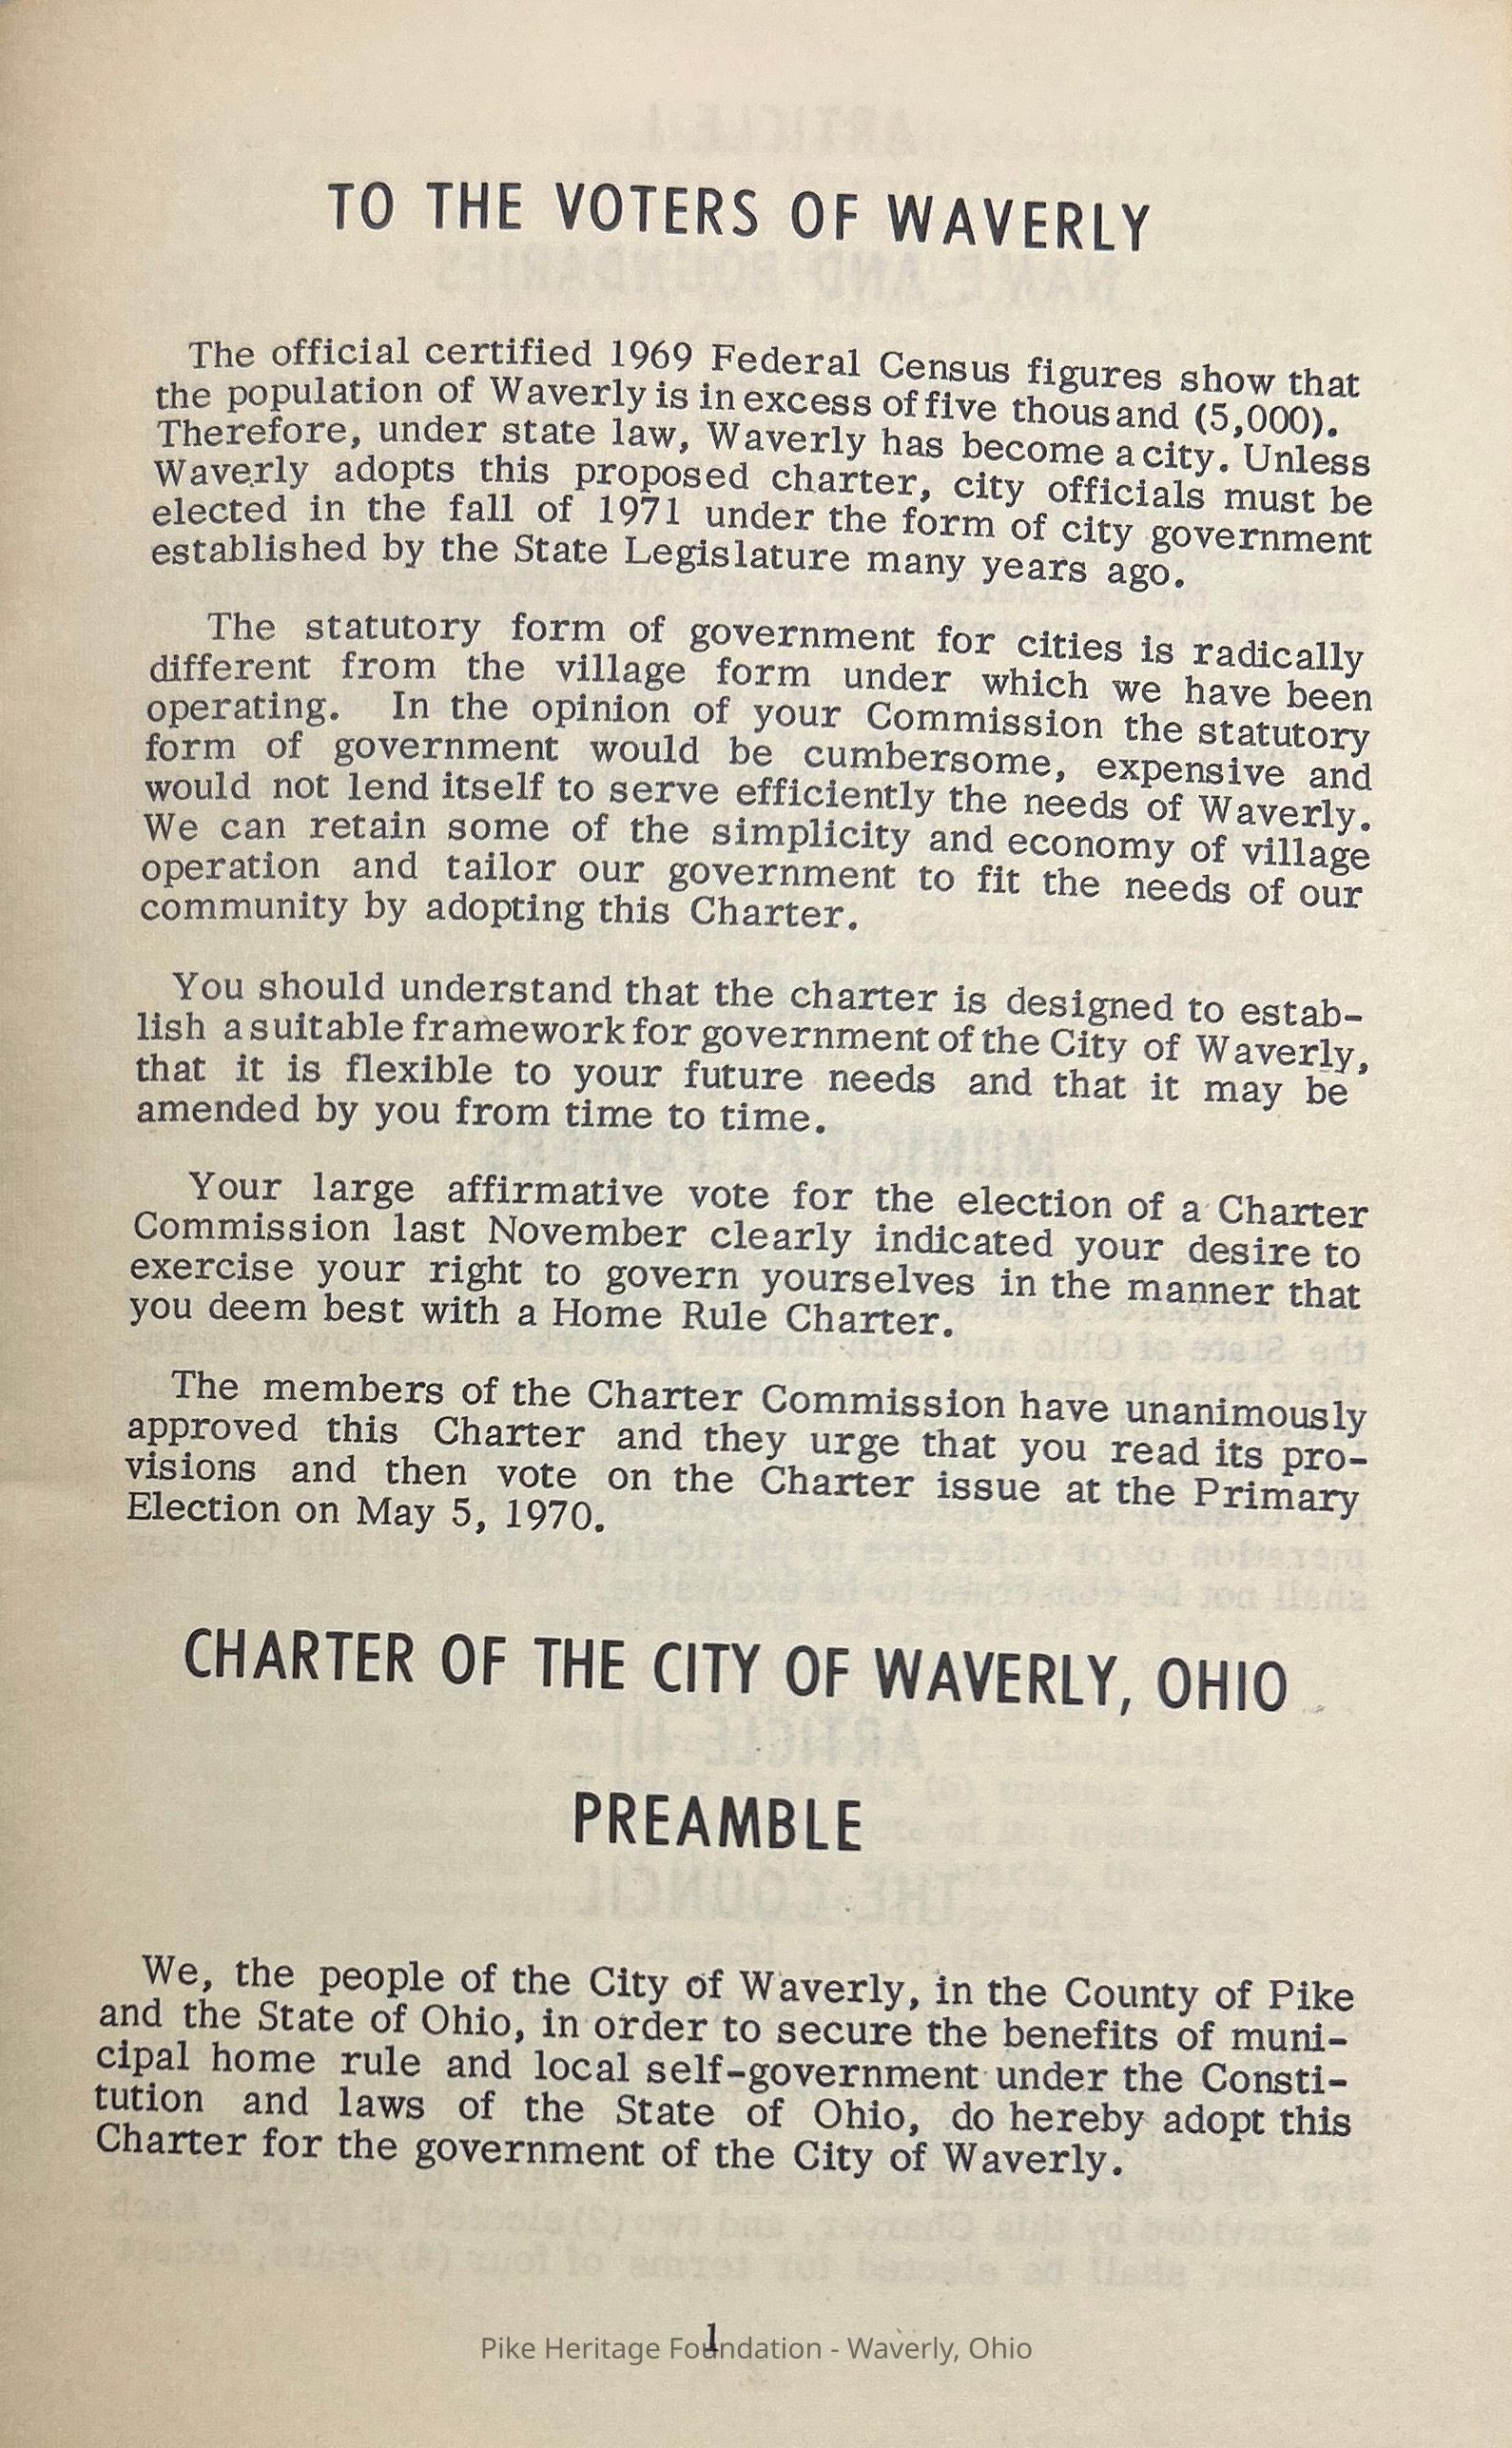 TO THE VOTERS OF WAVERLY
The official certified 1969 Federal Census figures show that
the population of Waverly is in excess of five thousand (5,000).
Therefore, under state law, Waverly has become a city. Unless
Waverly adopts this proposed charter, city officials must be
elected in the fall of 1971 under the form of city government
established by the State Legislature many years ago.
The statutory form of government for cities is radically
different from the village form under which we have been
operating. In the opinion of your Commission the statutory
form of government would be cumbersome, expensive and
would not lend itself to serve efficiently the needs of Waverly.
We can retain some of the simplicity and economy of village
operation and tailor our government to fit the needs of our
community by adopting this Charter.
You should understand that the charter is designed to estab-
lish a suitable framework for government of the City of Waverly,
that it is flexible to your future needs and that it may be
amended by you from time to time.
Your large affirmative vote for the election of a Charter
Commission last November clearly indicated your desire to
exercise your right to govern yourselves in the manner that
you deem best with a Home Rule Charter.
The members of the Charter Commission have unanimously
approved this Charter and they urge that you read its pro-
visions and then vote on the Charter issue at the Primary
Election on May 5, 1970.
CHARTER OF THE CITY OF WAVERLY, OHIO
PREAMBLE
We, the people of the City of Waverly, in the County of Pike
and the State of Ohio, in order to secure the benefits of muni-
cipal home rule and local self-government under the Consti-
tution and laws of the State of Ohio, do hereby adopt this
Charter for the government of the City of Waverly.
1
Pike Heritage Foundation - Waverly, Ohio